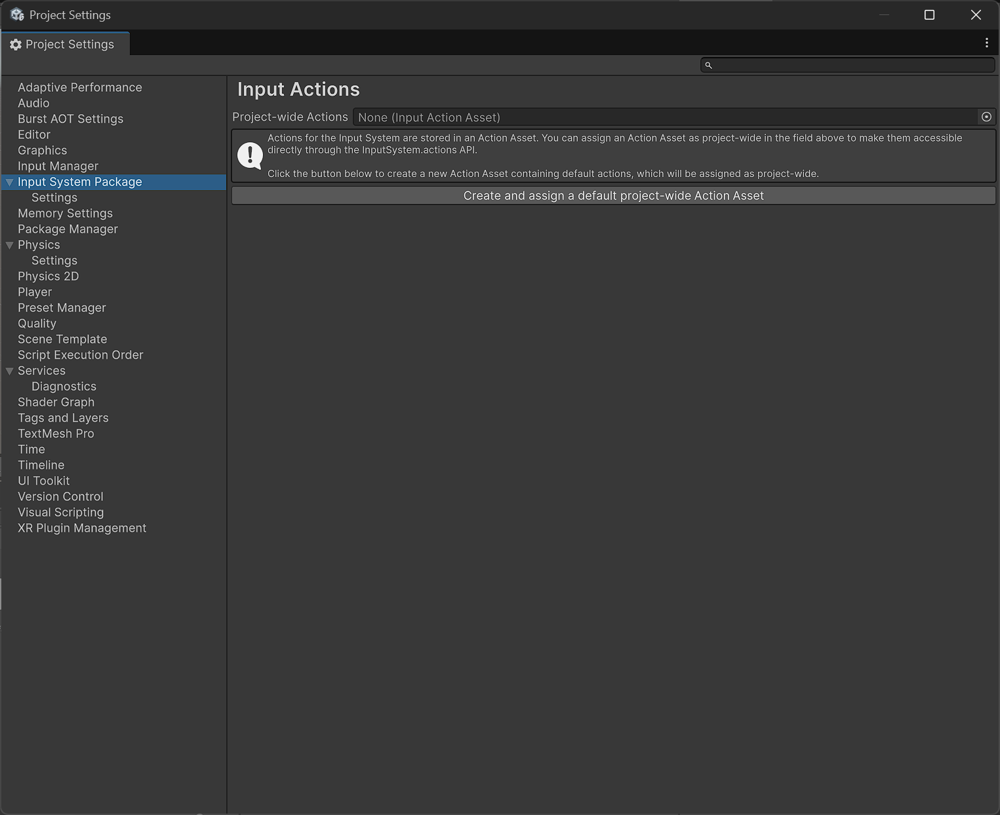 Project Settings
Project Settings
Adaptive Performance
Audio
Burst AOT Settings
Editor
Graphics
Input Manager
Input System Package
Settings
Memory Settings
Package Manager
Physics
Settings
Physics 2D
Player
Preset Manager
Quality
Scene Template
Script Execution Order
Services
Diagnostics
Shader Graph
Tags and Layers
TextMesh Pro
Time
Timeline
UI Toolkit
Version Control
Visual Scripting
XR Plugin Management
Input Actions
Project-wide Actions None (Input Action Asset)
Actions for the Input System are stored in an Action Asset. You can assign an Action Asset as project-wide in the field above to make them accessible
directly through the InputSystem.actions API.
Click the button below to create a new Action Asset containing default actions, which will be assigned as project-wide.
Create and assign a default project-wide Action Asset